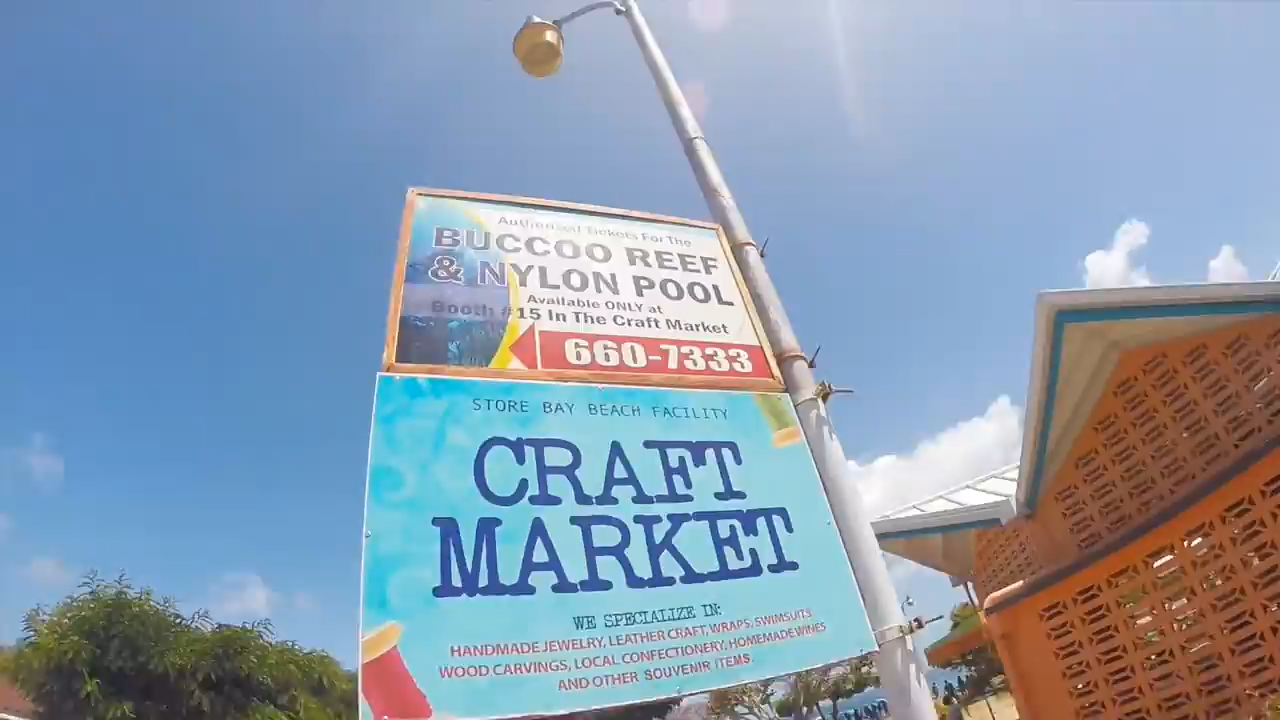 Authorised Tickets For The
BUCCOO REEF
& NYLON POOL
Available ONLY at
Booth #15 In The Craft Market
660-7333
STORE BAY BEACH FACILITY
CRAFT
MARKET
WE SPECIALIZE IN:
HANDMADE JEWELRY, LEATHER CRAFT, WRAPS, SWIMSUITS
WOOD CARVINGS, LOCAL CONFECTIONERY, HOMEMADE WINES
AND OTHER SOUVENIR ITEMS